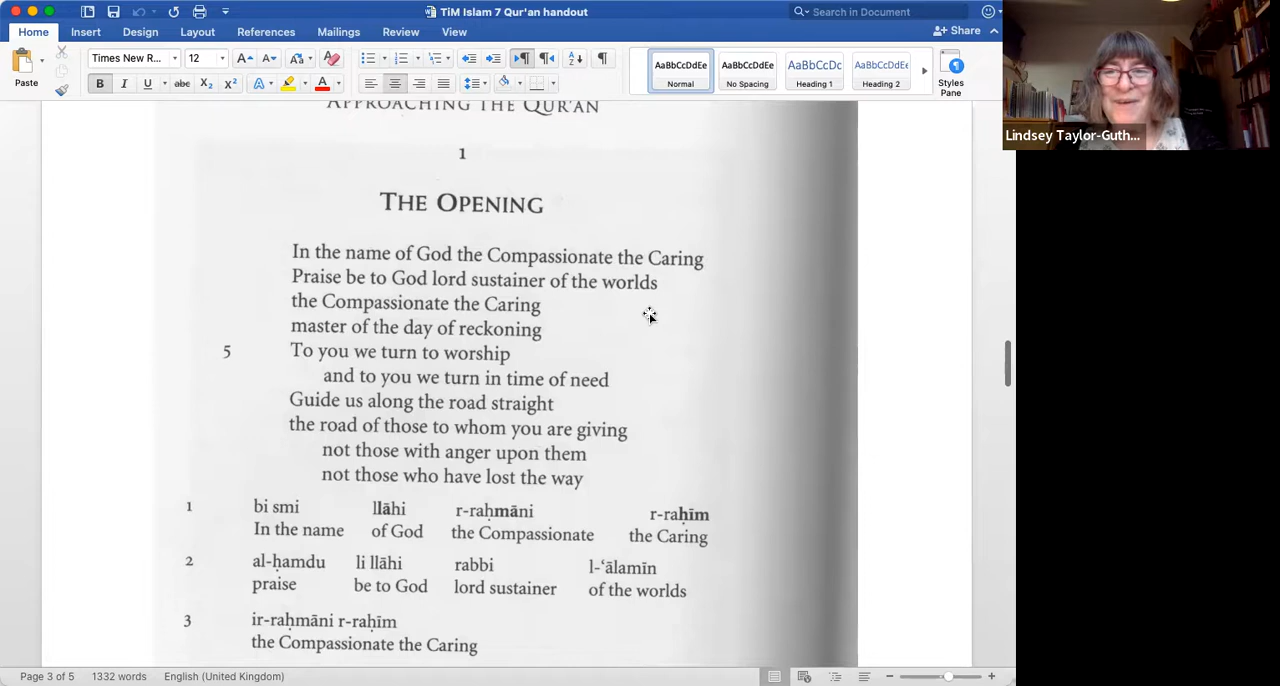 TiM Islam 7 Qur'an handout
Search in Document
Home Insert Design Layout References Mailings Review View Share
Paste
Times New R... 12
AaBbCcDdEe AaBbCcDdEe AaBbCcDc AaBbCcDdEe
Normal No Spacing Heading 1 Heading 2
Styles Pane
Lindsey Taylor-Guth...
APPROACHING THE QUR'AN
1
THE OPENING
In the name of God the Compassionate the Caring
Praise be to God lord sustainer of the worlds
the Compassionate the Caring
master of the day of reckoning
5 To you we turn to worship
and to you we turn in time of need
Guide us along the road straight
the road of those to whom you are giving
not those with anger upon them
not those who have lost the way
1 bi smi llāhi r-raḥmāni r-raḥīm
In the name of God the Compassionate the Caring
2 al-ḥamdu li llāhi rabbi l-ʻālamīn
praise be to God lord sustainer of the worlds
3 ir-raḥmāni r-raḥīm
the Compassionate the Caring
Page 3 of 5 1332 words English (United Kingdom)